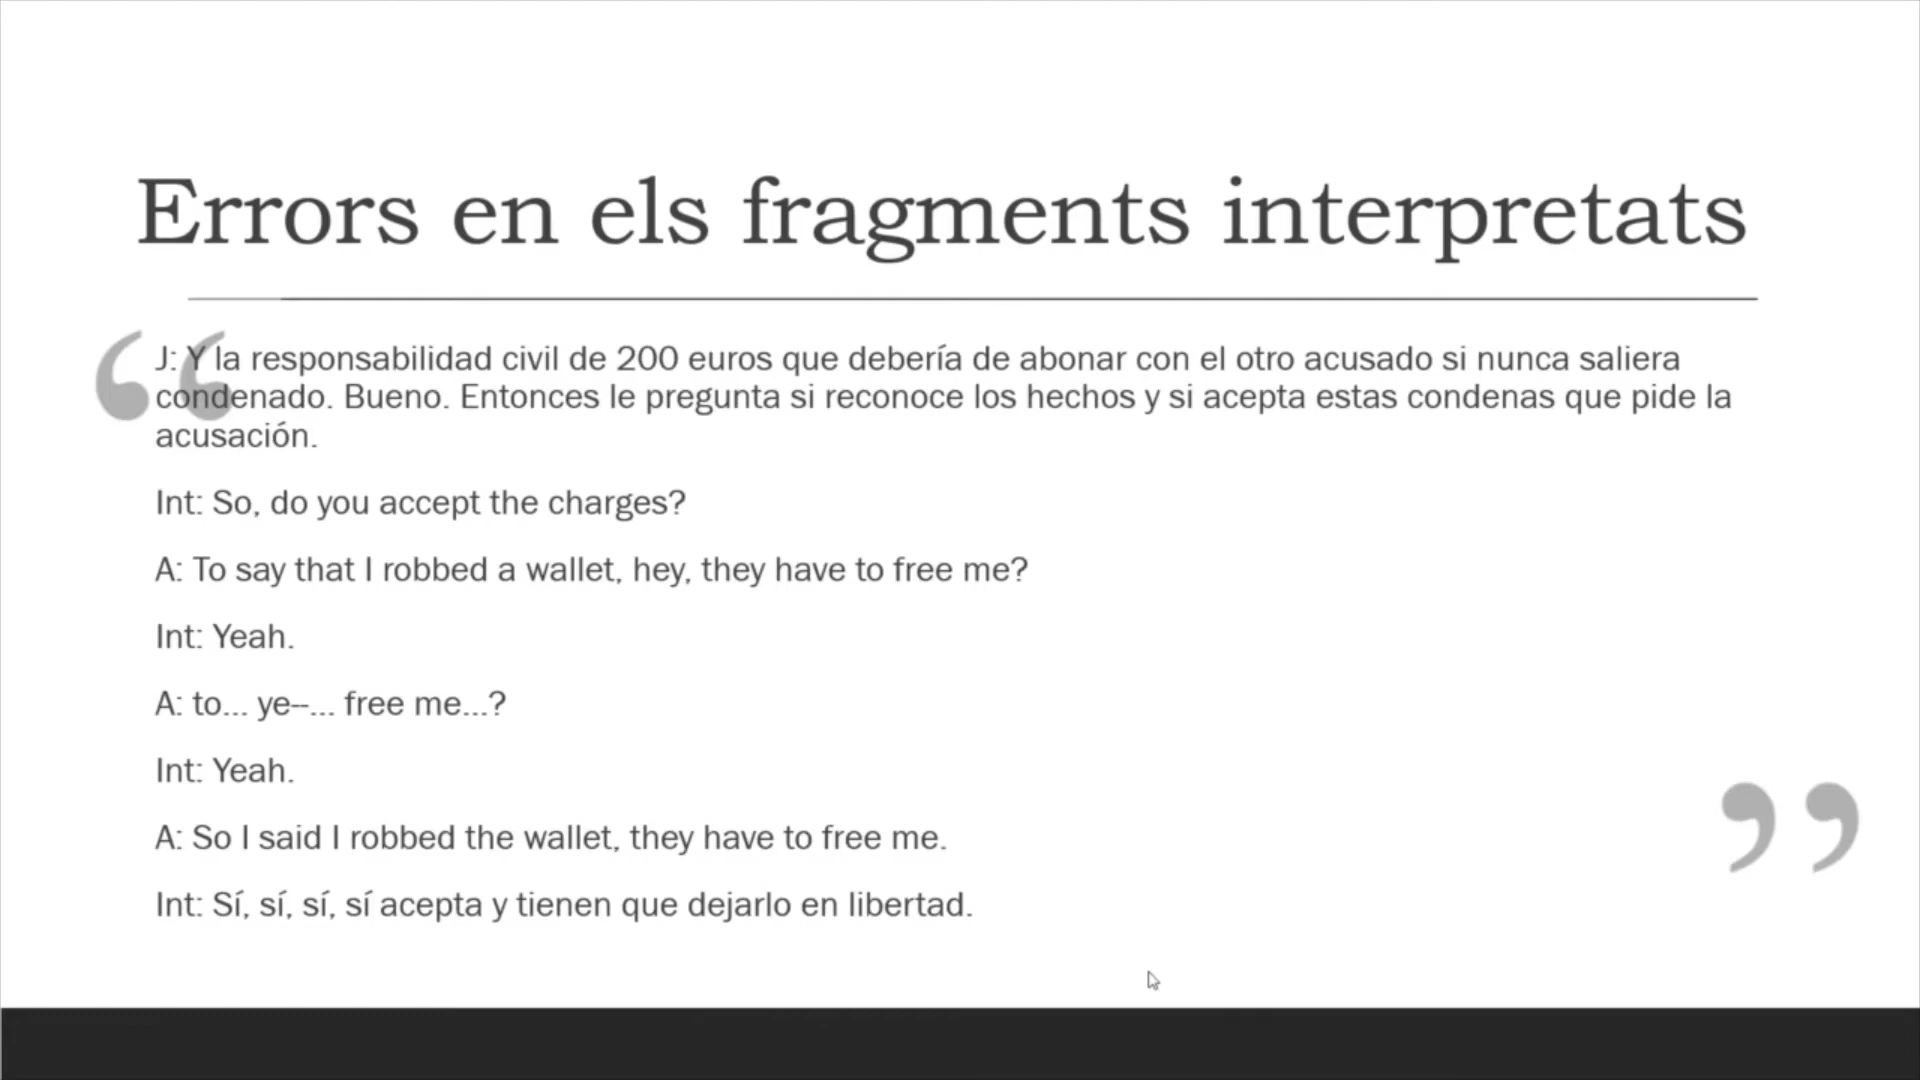 Errors en els fragments interpretats
J: Y la responsabilidad civil de 200 euros que debería de abonar con el otro acusado si nunca saliera
condenado. Bueno. Entonces le pregunta si reconoce los hechos y si acepta estas condenas que pide la
acusación.
Int: So, do you accept the charges?
A: To say that I robbed a wallet, hey, they have to free me?
Int: Yeah.
A: to... ye--... free me...?
Int: Yeah.
A: So I said I robbed the wallet, they have to free me.
Int: Sí, sí, sí, sí acepta y tienen que dejarlo en libertad.